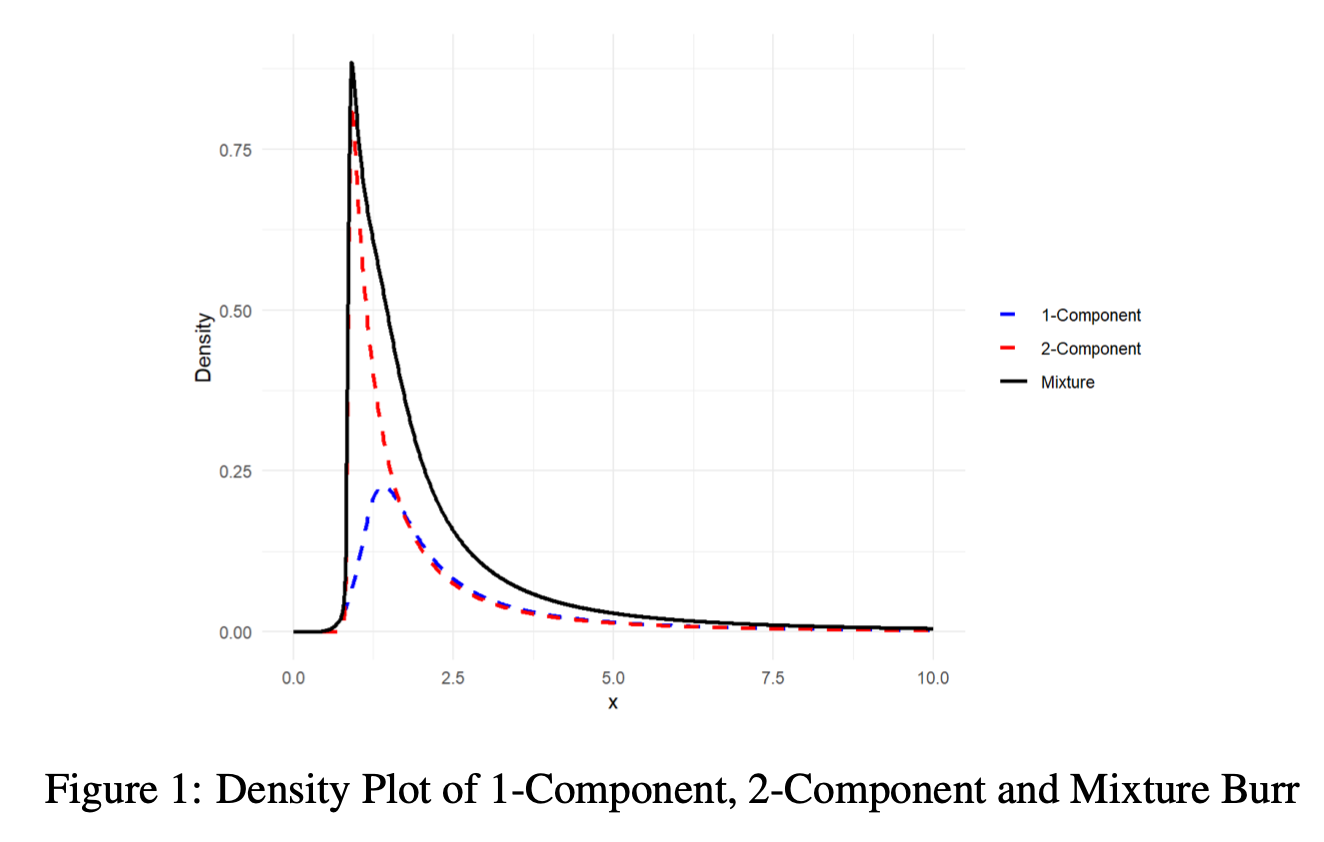 0.75
0.50
0.25
0.00
Density
0.0 2.5 5.0 7.5 10.0
x
1-Component
2-Component
Mixture
Figure 1: Density Plot of 1-Component, 2-Component and Mixture Burr